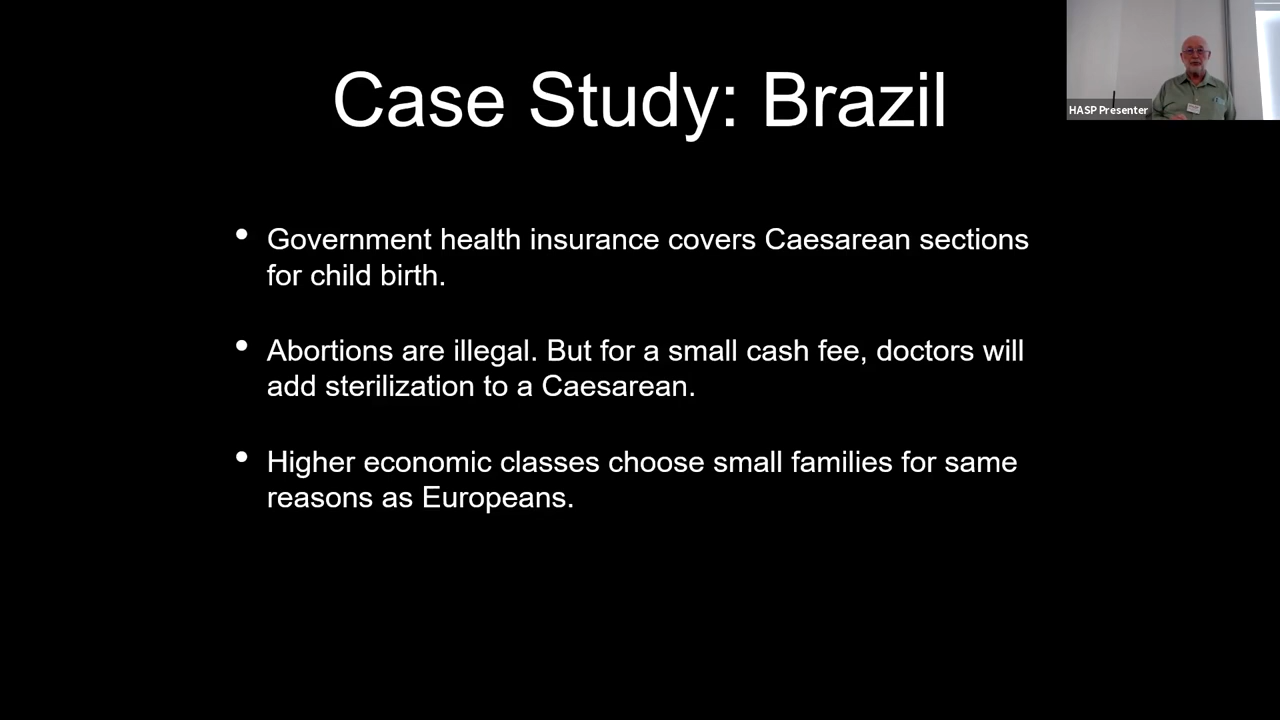 Case Study: Brazil
HASP Presenter
• Government health insurance covers Caesarean sections
for child birth.
• Abortions are illegal. But for a small cash fee, doctors will
add sterilization to a Caesarean.
• Higher economic classes choose small families for same
reasons as Europeans.